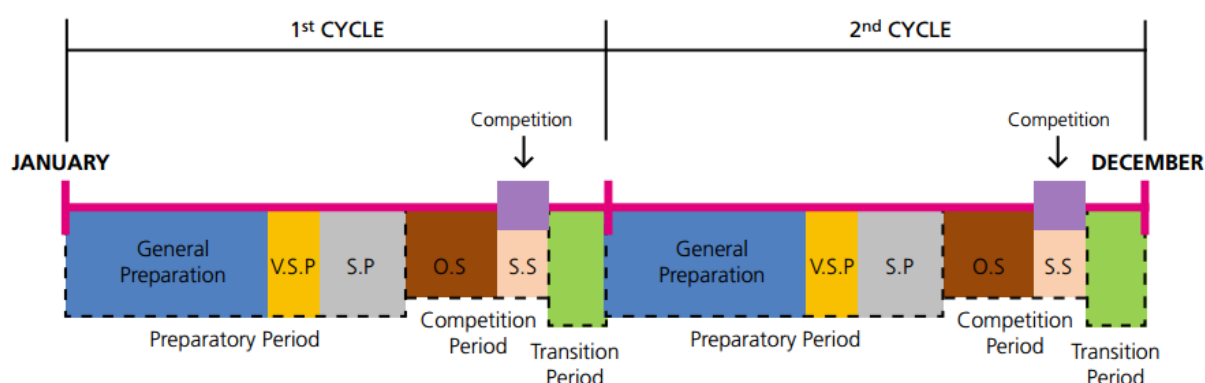 1st CYCLE
2nd CYCLE
Competition
Competition
JANUARY
DECEMBER
General
Preparation
V.S.P
S.P
O.S
S.S
General
Preparation
V.S.P
S.P
O.S
S.S
Preparatory Period
Competition
Period
Transition
Period
Preparatory Period
Competition
Period
Transition
Period